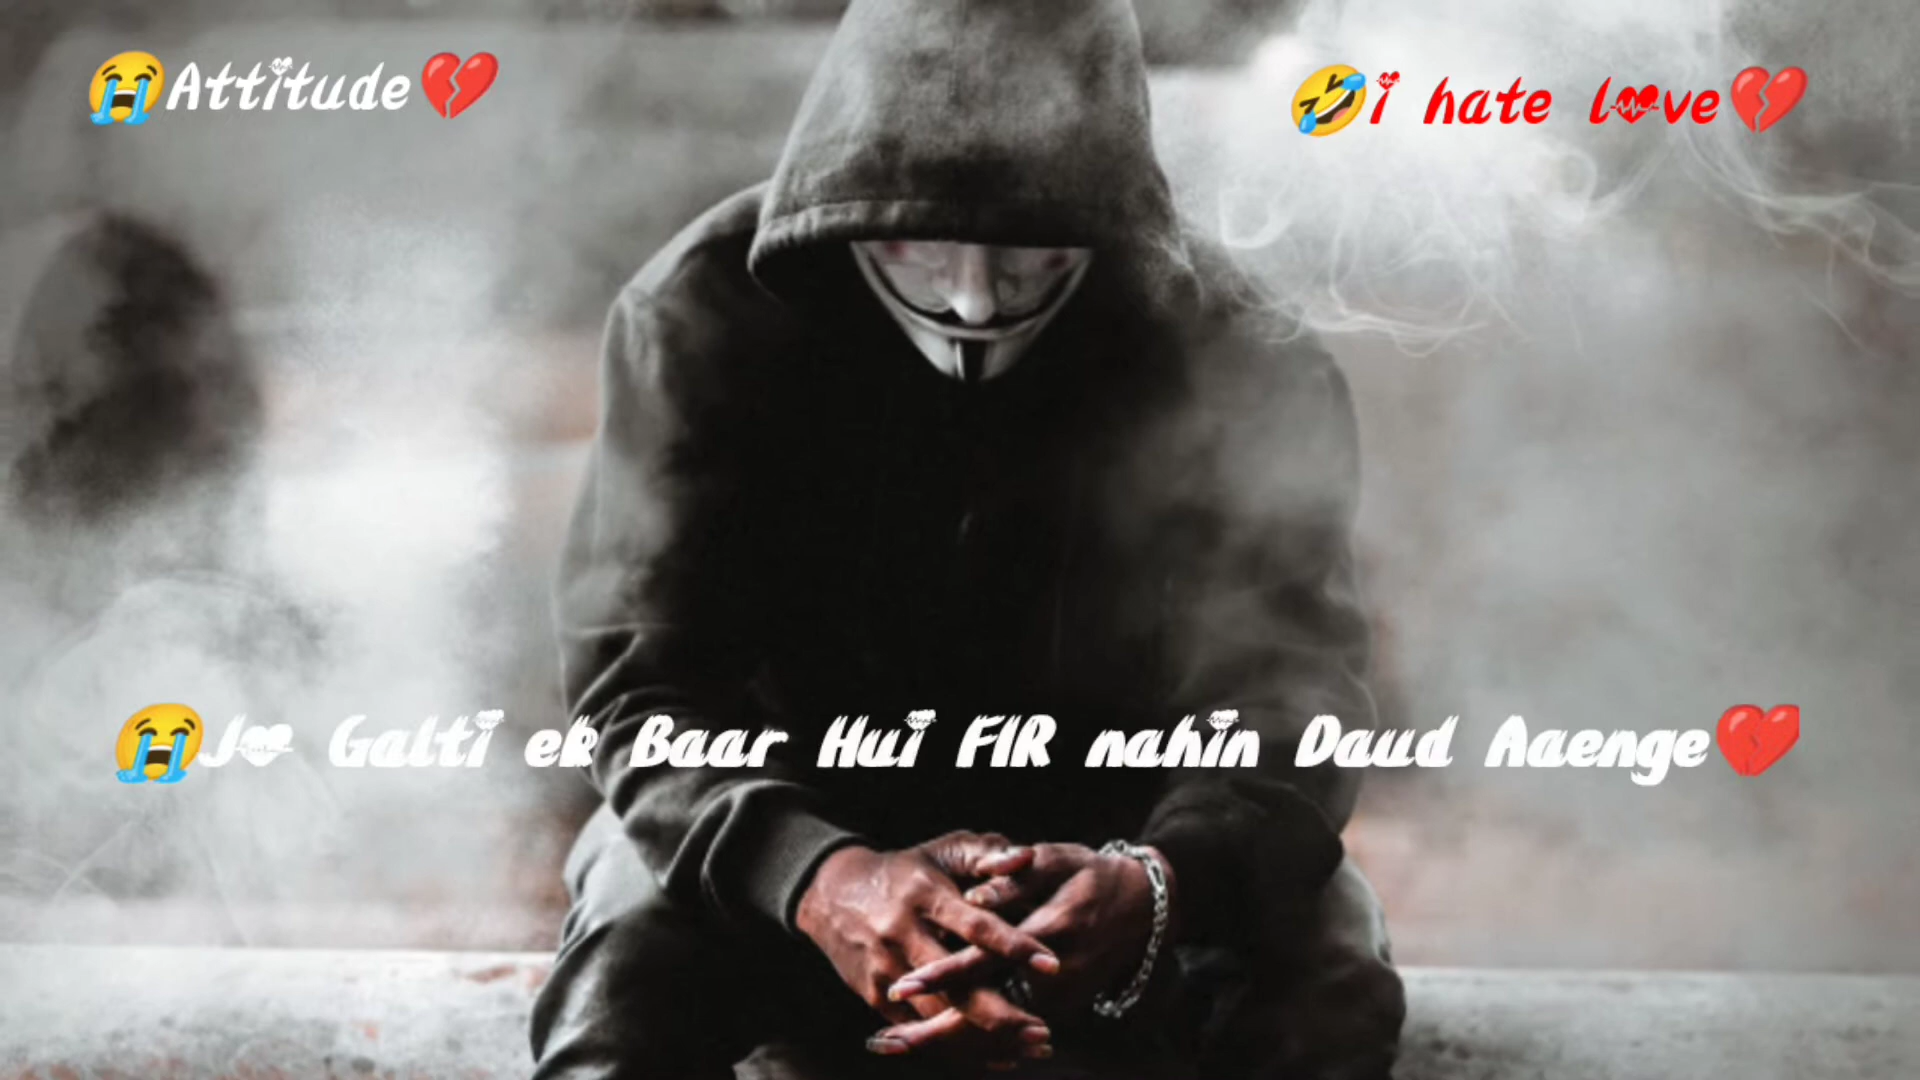 😭Attitude💔
🤣i hate love💔
😭Jo Galti ek Baar Hui FIR nahin Daud Aaenge💔